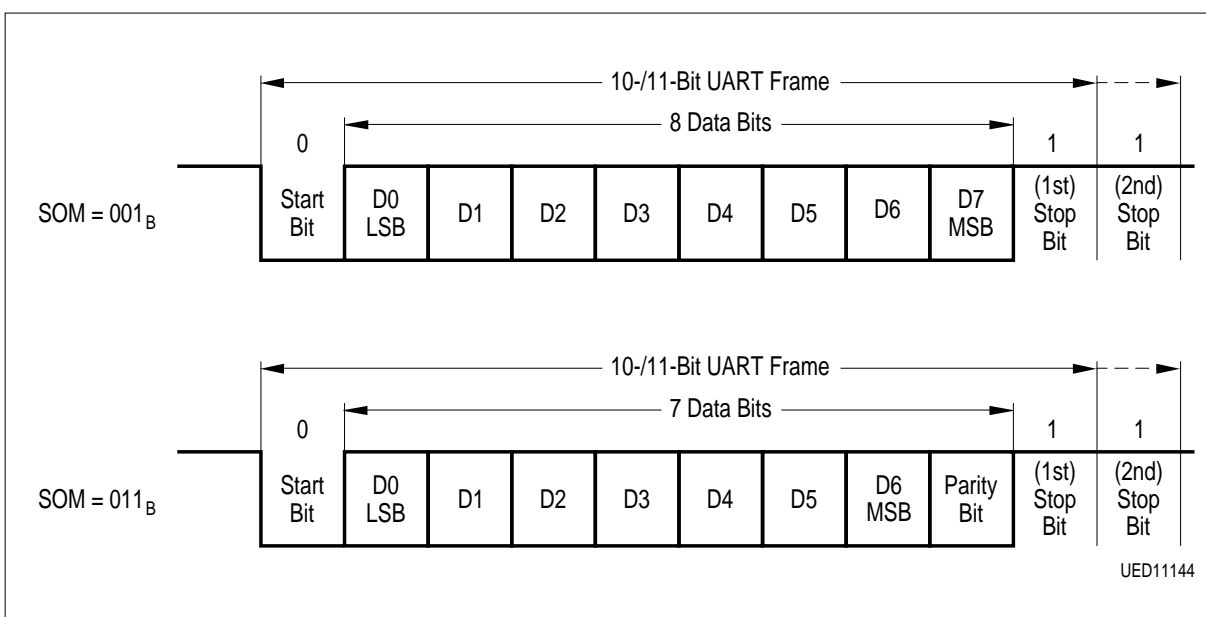 10-/11-Bit UART Frame
8 Data Bits
0 1 1
SOM = 001B
Start Bit
D0 LSB
D1
D2
D3
D4
D5
D6
D7 MSB
(1st) Stop Bit
(2nd) Stop Bit
10-/11-Bit UART Frame
7 Data Bits
0 1 1
SOM = 011B
Start Bit
D0 LSB
D1
D2
D3
D4
D5
D6 MSB
Parity Bit
(1st) Stop Bit
(2nd) Stop Bit
UED11144